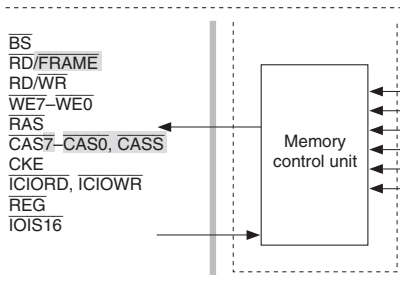 BS
RD/FRAME
RD/WR
WE7–WE0
RAS
CAS7–CAS0, CASS
CKE
ICIORD, ICIOWR
REG
IOIS16
Memory
control unit